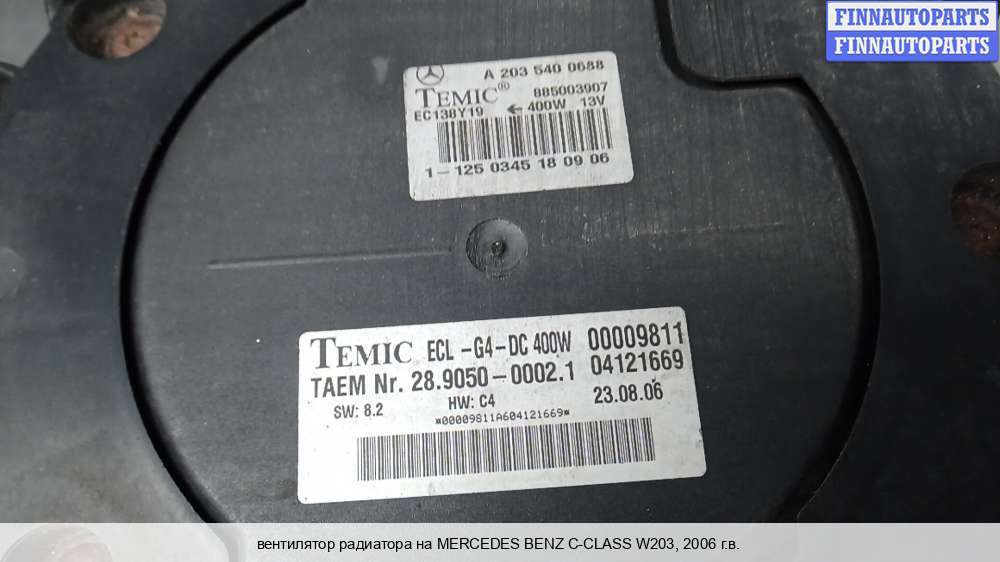 FINNAUTOPARTS
FINNAUTOPARTS
A 203 540 0688
TEMIC® 885003907
EC138Y19 ← 400W 13V
1-125 0345 18 09 06
TEMIC ECL -G4-DC 400W 00009811
TAEM Nr. 28.9050-0002.1 04121669
SW: 8.2 HW: C4 23.08.06
*00009811A604121669*
вентилятор радиатора на MERCEDES BENZ C-CLASS W203, 2006 г.в.